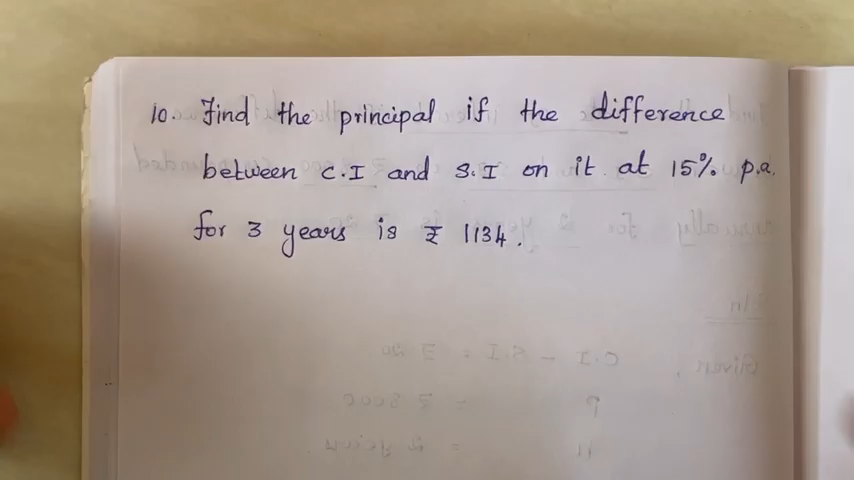 10. Find the principal if the difference
between C.I and S.I on it at 15% p.a.
for 3 years is ₹ 1134.